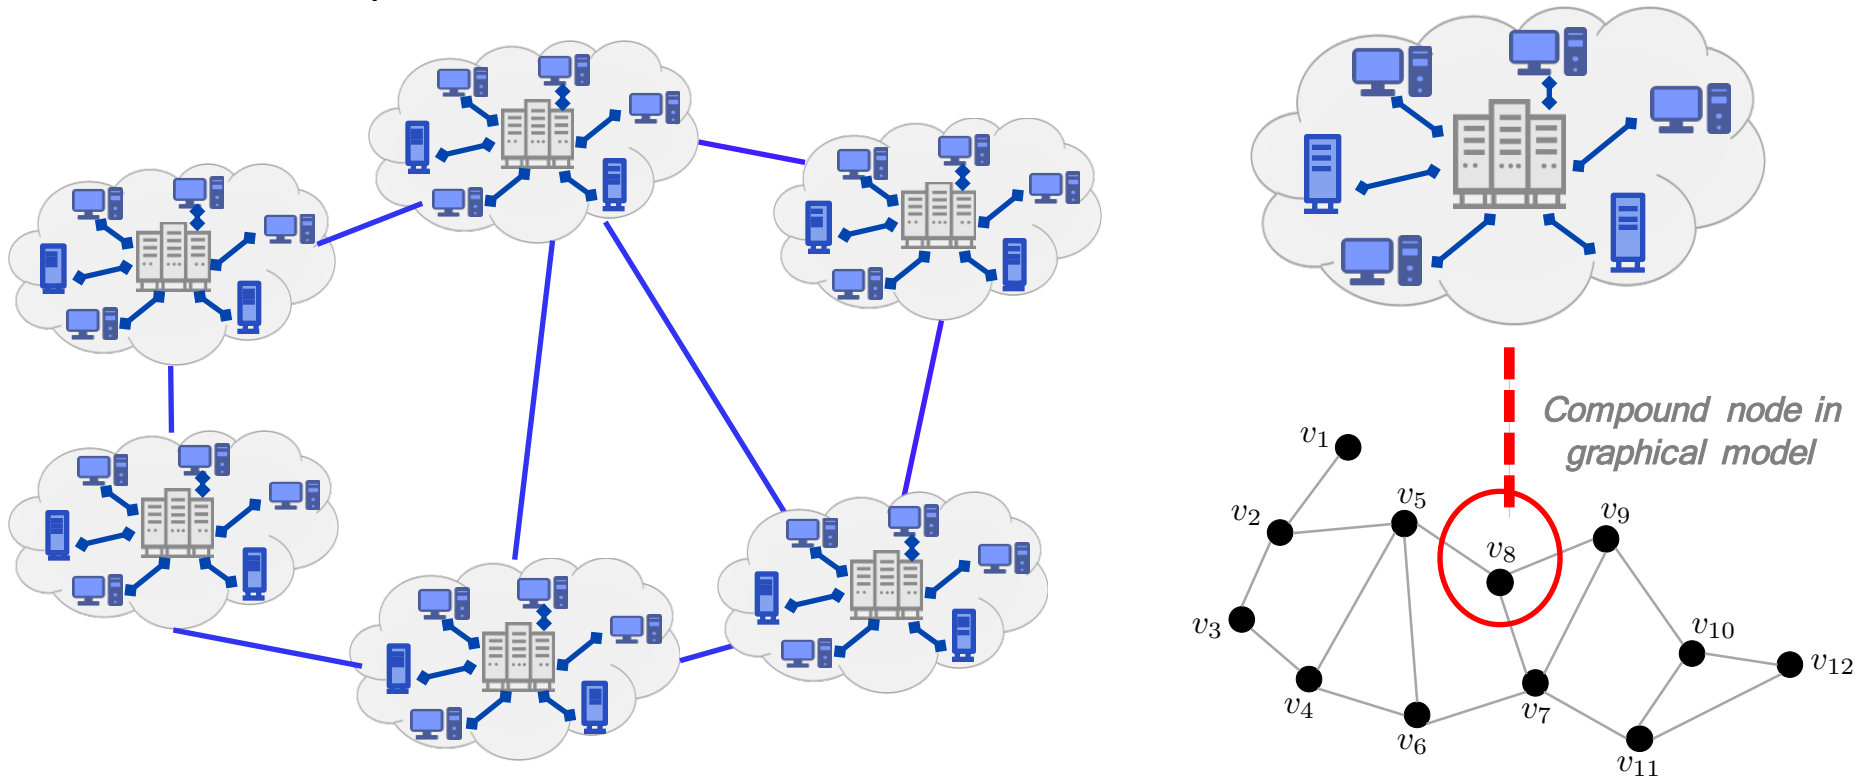 Compound node in
graphical model
v1
v5
v2
v9
v8
v3
v10
v12
v4
v7
v6
v11